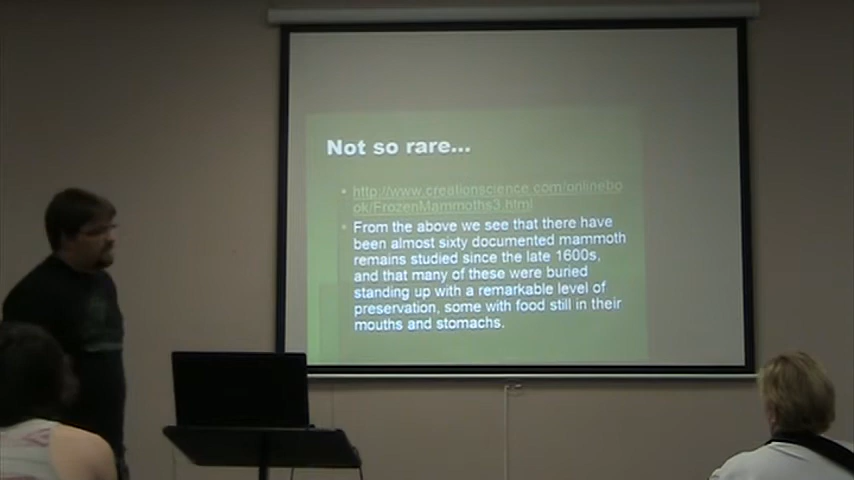 Not so rare...
http://www.creationscience.com/onlinebo
ok/FrozenMammoths3.html
From the above we see that there have
been almost sixty documented mammoth
remains studied since the late 1600s,
and that many of these were buried
standing up with a remarkable level of
preservation, some with food still in their
mouths and stomachs.